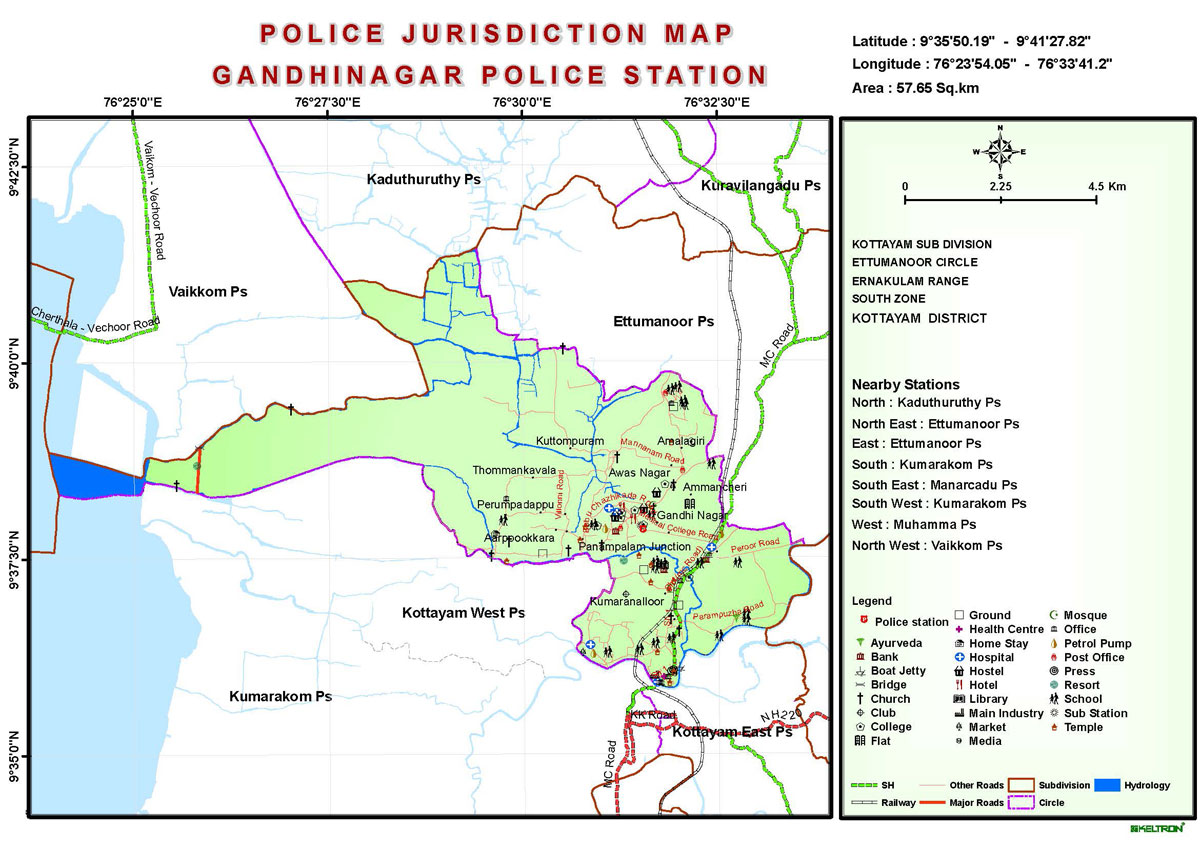 POLICE JURISDICTION MAP
GANDHINAGAR POLICE STATION
Latitude : 9°35'50.19" - 9°41'27.82"
Longitude : 76°23'54.05" - 76°33'41.2"
Area : 57.65 Sq.km
76°25'0"E
76°27'30"E
76°30'0"E
76°32'30"E
9°42'30"N
9°40'0"N
9°37'30"N
9°35'0"N
Kaduthuruthy Ps
Kuravilangadu Ps
Vaikom - Vechoor Road
Vaikkom Ps
Cherthala - Vechoor Road
Ettumanoor Ps
MC Road
Kuttompuram
Amalagiri
Mannanam Road
Thommankavala
Awas Nagar
Ammancheri
Villoonni Road
Perumpadappu
Gandhi Nagar
Aarppookkara
Panampalam Junction
Peroor Road
Kumaranalloor
Parampuzha Road
Kottayam West Ps
Kumarakom Ps
KK Road
NH220
Kottayam East Ps
MC Road
N
W
E
S
0
2.25
4.5 Km
KOTTAYAM SUB DIVISION
ETTUMANOOR CIRCLE
ERNAKULAM RANGE
SOUTH ZONE
KOTTAYAM DISTRICT
Nearby Stations
North : Kaduthuruthy Ps
North East : Ettumanoor Ps
East : Ettumanoor Ps
South : Kumarakom Ps
South East : Manarcadu Ps
South West : Kumarakom Ps
West : Muhamma Ps
North West : Vaikkom Ps
Legend
Police station
Ayurveda
Bank
Boat Jetty
Bridge
Church
Club
College
Flat
Ground
Health Centre
Home Stay
Hospital
Hostel
Hotel
Library
Main Industry
Market
Media
Mosque
Office
Petrol Pump
Post Office
Press
Resort
School
Sub Station
Temple
SH
Other Roads
Subdivision
Hydrology
Railway
Major Roads
Circle
KELTRON